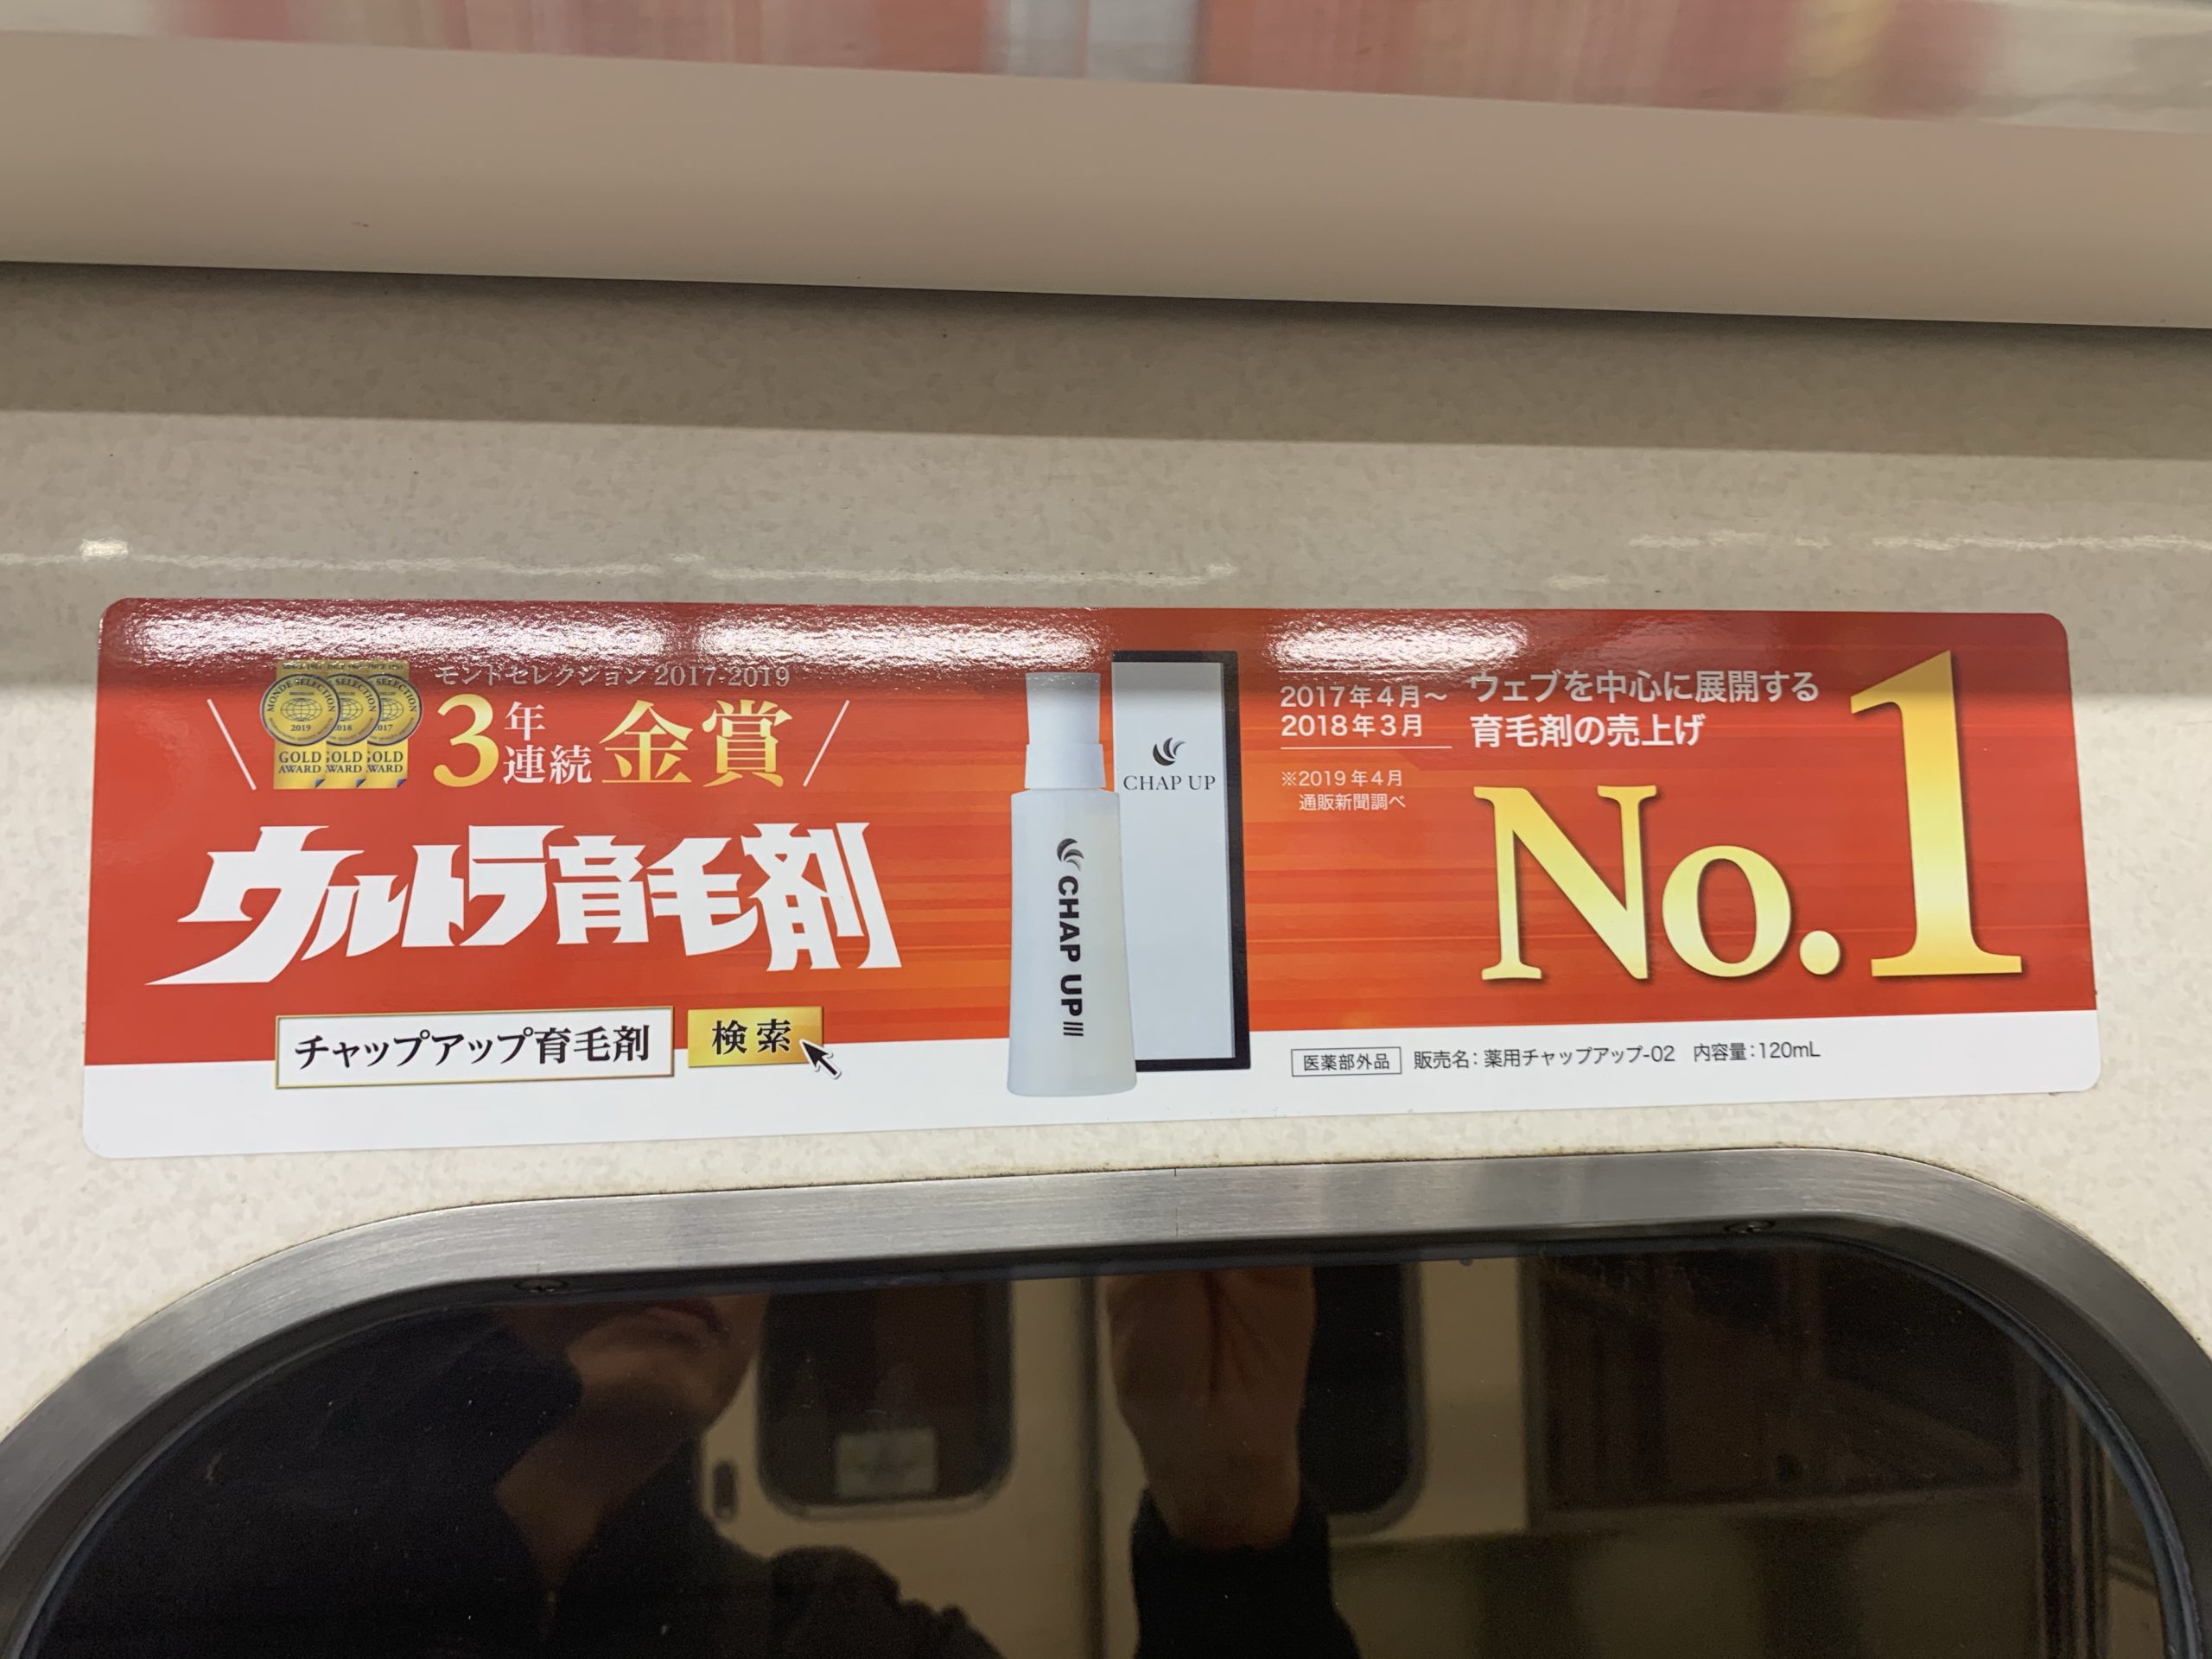 モンドセレクション 2017-2019
3年連続 金賞
MONDE SELECTION
2019
2018
2017
GOLD AWARD
GOLD AWARD
GOLD AWARD
ウルトラ育毛剤
チャップアップ育毛剤 検索
CHAP UP
CHAP UP
2017年4月～
2018年3月
※2019年4月
通販新聞調べ
ウェブを中心に展開する
育毛剤の売上げ
No.1
医薬部外品 販売名：薬用チャップアップ-02 内容量：120mL